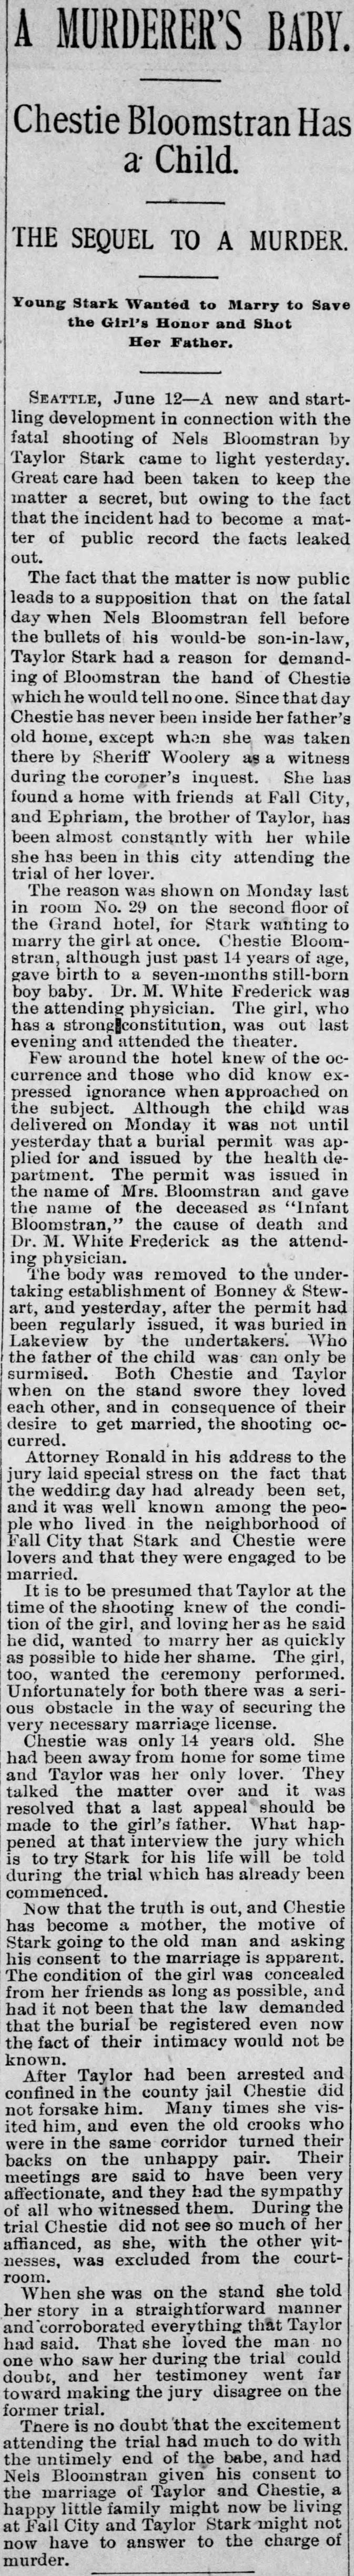 A MURDERER'S BABY.
Chestie Bloomstran Has
a Child.
THE SEQUEL TO A MURDER.
Young Stark Wanted to Marry to Save
the Girl's Honor and Shot
Her Father.
SEATTLE, June 12—A new and start-
ling development in connection with the
fatal shooting of Nels Bloomstran by
Taylor Stark came to light yesterday.
Great care had been taken to keep the
matter a secret, but owing to the fact
that the incident had to become a mat-
ter of public record the facts leaked
out.
The fact that the matter is now public
leads to a supposition that on the fatal
day when Nels Bloomstran fell before
the bullets of his would-be son-in-law,
Taylor Stark had a reason for demand-
ing of Bloomstran the hand of Chestie
which he would tell no one. Since that day
Chestie has never been inside her father's
old home, except when she was taken
there by Sheriff Woolery as a witness
during the coroner's inquest. She has
found a home with friends at Fall City,
and Ephriam, the brother of Taylor, has
been almost constantly with her while
she has been in this city attending the
trial of her lover.
The reason was shown on Monday last
in room No. 29 on the second floor of
the Grand hotel, for Stark wanting to
marry the girl at once. Chestie Bloom-
stran, although just past 14 years of age,
gave birth to a seven-months still-born
boy baby. Dr. M. White Frederick was
the attending physician. The girl, who
has a strong constitution, was out last
evening and attended the theater.
Few around the hotel knew of the oc-
currence and those who did know ex-
pressed ignorance when approached on
the subject. Although the child was
delivered on Monday it was not until
yesterday that a burial permit was ap-
plied for and issued by the health de-
partment. The permit was issued in
the name of Mrs. Bloomstran and gave
the name of the deceased as "Infant
Bloomstran," the cause of death and
Dr. M. White Frederick as the attend-
ing physician.
The body was removed to the under-
taking establishment of Bonney & Stew-
art, and yesterday, after the permit had
been regularly issued, it was buried in
Lakeview by the undertakers. Who
the father of the child was can only be
surmised. Both Chestie and Taylor
when on the stand swore they loved
each other, and in consequence of their
desire to get married, the shooting oc-
curred.
Attorney Ronald in his address to the
jury laid special stress on the fact that
the wedding day had already been set,
and it was well known among the peo-
ple who lived in the neighborhood of
Fall City that Stark and Chestie were
lovers and that they were engaged to be
married.
It is to be presumed that Taylor at the
time of the shooting knew of the condi-
tion of the girl, and loving her as he said
he did, wanted to marry her as quickly
as possible to hide her shame. The girl,
too, wanted the ceremony performed.
Unfortunately for both there was a seri-
ous obstacle in the way of securing the
very necessary marriage license.
Chestie was only 14 years old. She
had been away from home for some time
and Taylor was her only lover. They
talked the matter over and it was
resolved that a last appeal should be
made to the girl's father. What hap-
pened at that interview the jury which
is to try Stark for his life will be told
during the trial which has already been
commenced.
Now that the truth is out, and Chestie
has become a mother, the motive of
Stark going to the old man and asking
his consent to the marriage is apparent.
The condition of the girl was concealed
from her friends as long as possible, and
had it not been that the law demanded
that the burial be registered even now
the fact of their intimacy would not be
known.
After Taylor had been arrested and
confined in the county jail Chestie did
not forsake him. Many times she vis-
ited him, and even the old crooks who
were in the same corridor turned their
backs on the unhappy pair. Their
meetings are said to have been very
affectionate, and they had the sympathy
of all who witnessed them. During the
trial Chestie did not see so much of her
affianced, as she, with the other wit-
nesses, was excluded from the court-
room.
When she was on the stand she told
her story in a straightforward manner
and corroborated everything that Taylor
had said. That she loved the man no
one who saw her during the trial could
doubt, and her testimony went far
toward making the jury disagree on the
former trial.
There is no doubt that the excitement
attending the trial had much to do with
the untimely end of the babe, and had
Nels Bloomstran given his consent to
the marriage of Taylor and Chestie, a
happy little family might now be living
at Fall City and Taylor Stark might not
now have to answer to the charge of
murder.